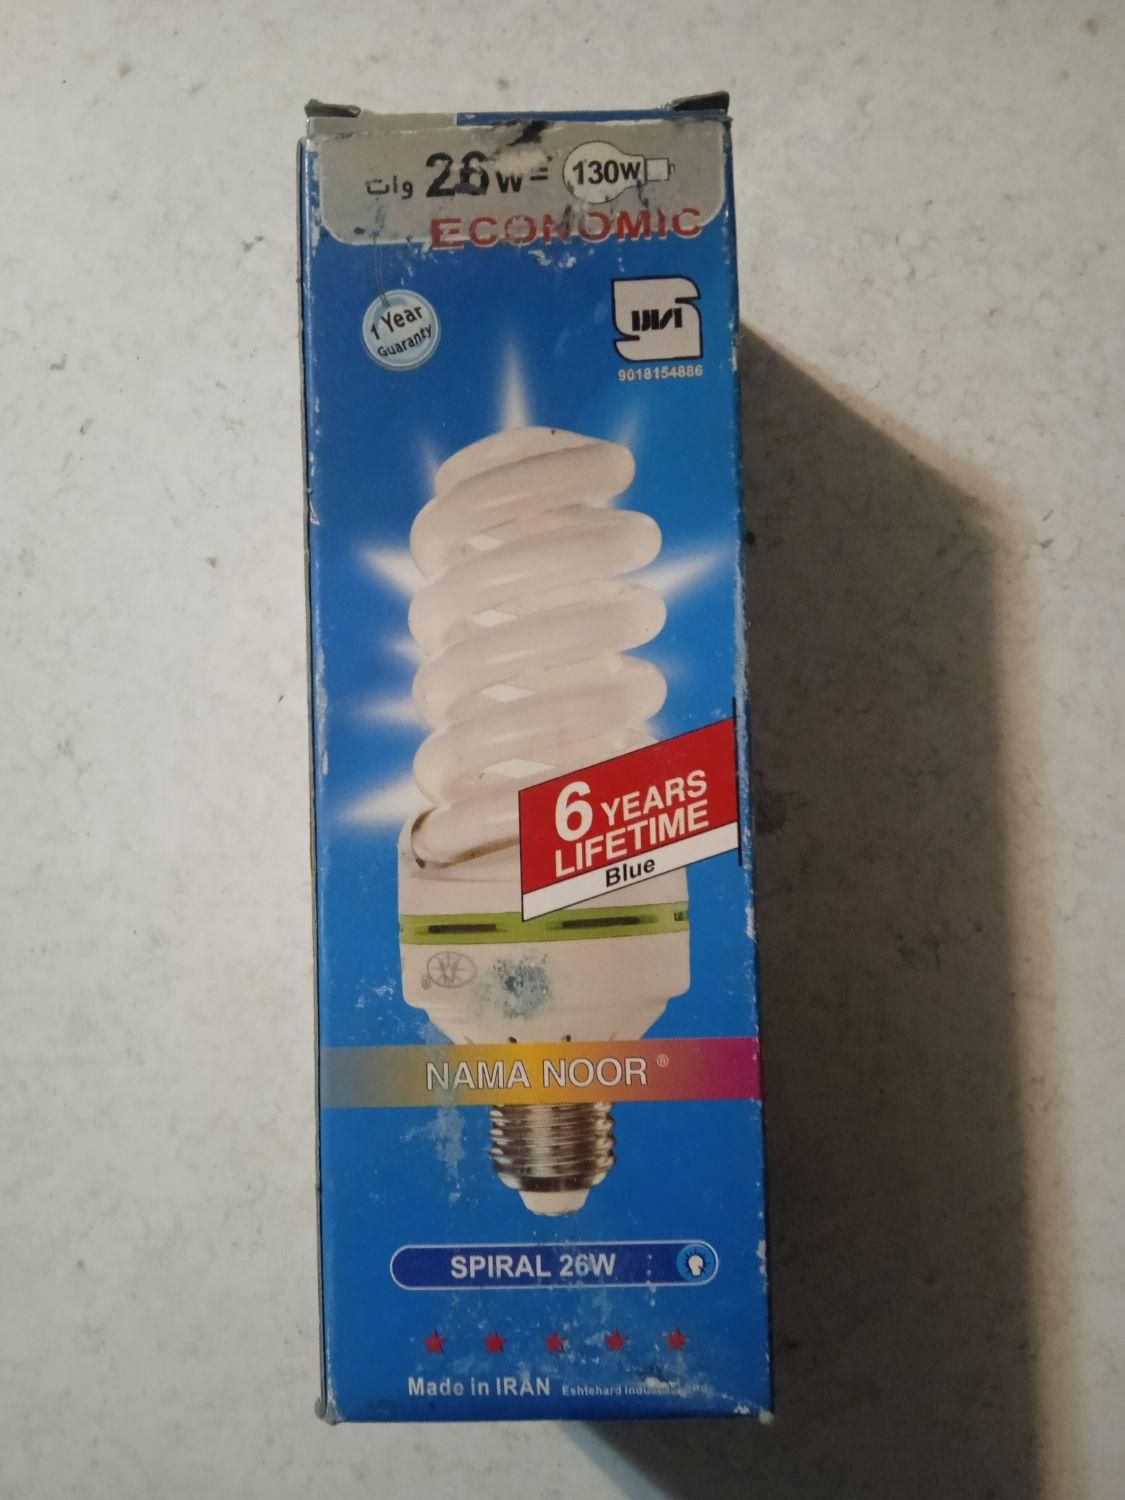 وات 26W= 130W
ECONOMIC
1 Year
Guaranty
9018154886
6 YEARS
LIFETIME
Blue
NAMA NOOR ®
SPIRAL 26W
Made in IRAN Eshtehard